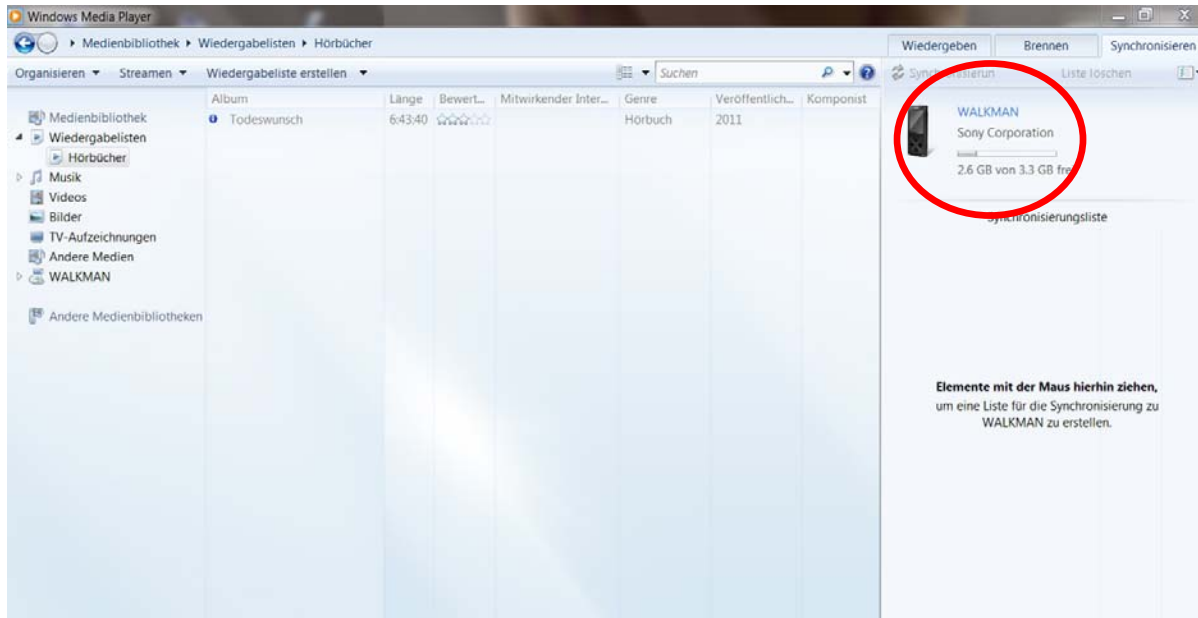 Windows Media Player
Medienbibliothek ▸ Wiedergabelisten ▸ Hörbücher
Wiedergeben Brennen Synchronisieren
Organisieren Streamen Wiedergabeliste erstellen Suchen
Liste löschen
Album Länge Bewert... Mitwirkender Inter... Genre Veröffentlich... Komponist
Todeswunsch 6:43:40 Hörbuch 2011
Medienbibliothek
Wiedergabelisten
Hörbücher
Musik
Videos
Bilder
TV-Aufzeichnungen
Andere Medien
WALKMAN
Andere Medienbibliotheken
WALKMAN
Sony Corporation
2.6 GB von 3.3 GB frei
Synchronisierungsliste
Elemente mit der Maus hierhin ziehen,
um eine Liste für die Synchronisierung zu
WALKMAN zu erstellen.